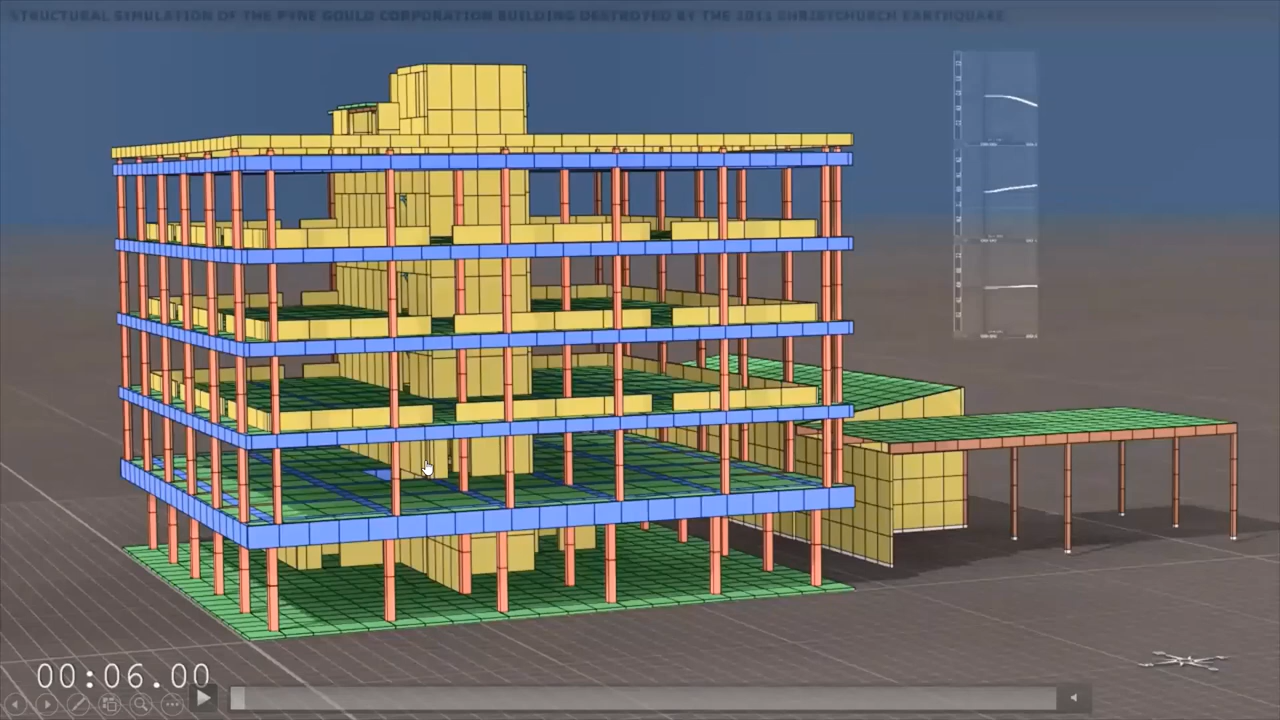 STRUCTURAL SIMULATION OF THE PYNE GOULD CORPORATION BUILDING DESTROYED BY THE 2011 CHRISTCHURCH EARTHQUAKE
00:06.00